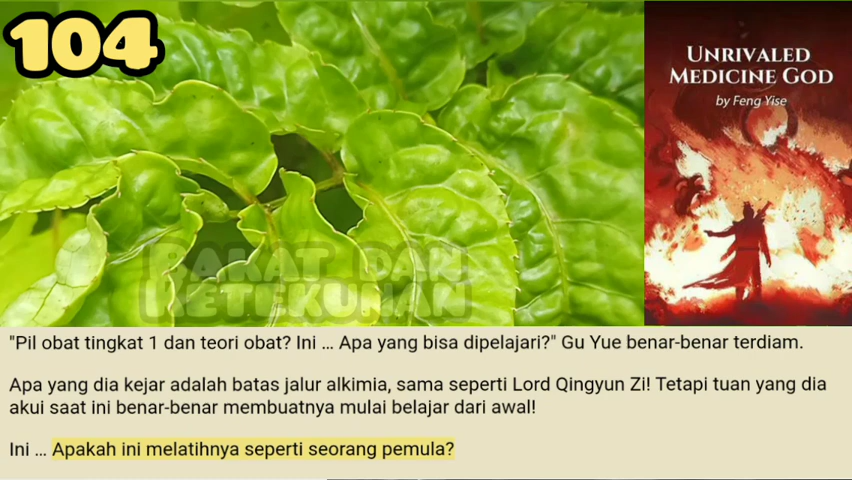 104
UNRIVALED
MEDICINE GOD
by Feng Yise
BAKAT DAN
KETEKUNAN
"Pil obat tingkat 1 dan teori obat? Ini ... Apa yang bisa dipelajari?" Gu Yue benar-benar terdiam.
Apa yang dia kejar adalah batas jalur alkimia, sama seperti Lord Qingyun Zi! Tetapi tuan yang dia
akui saat ini benar-benar membuatnya mulai belajar dari awal!
Ini ... Apakah ini melatihnya seperti seorang pemula?